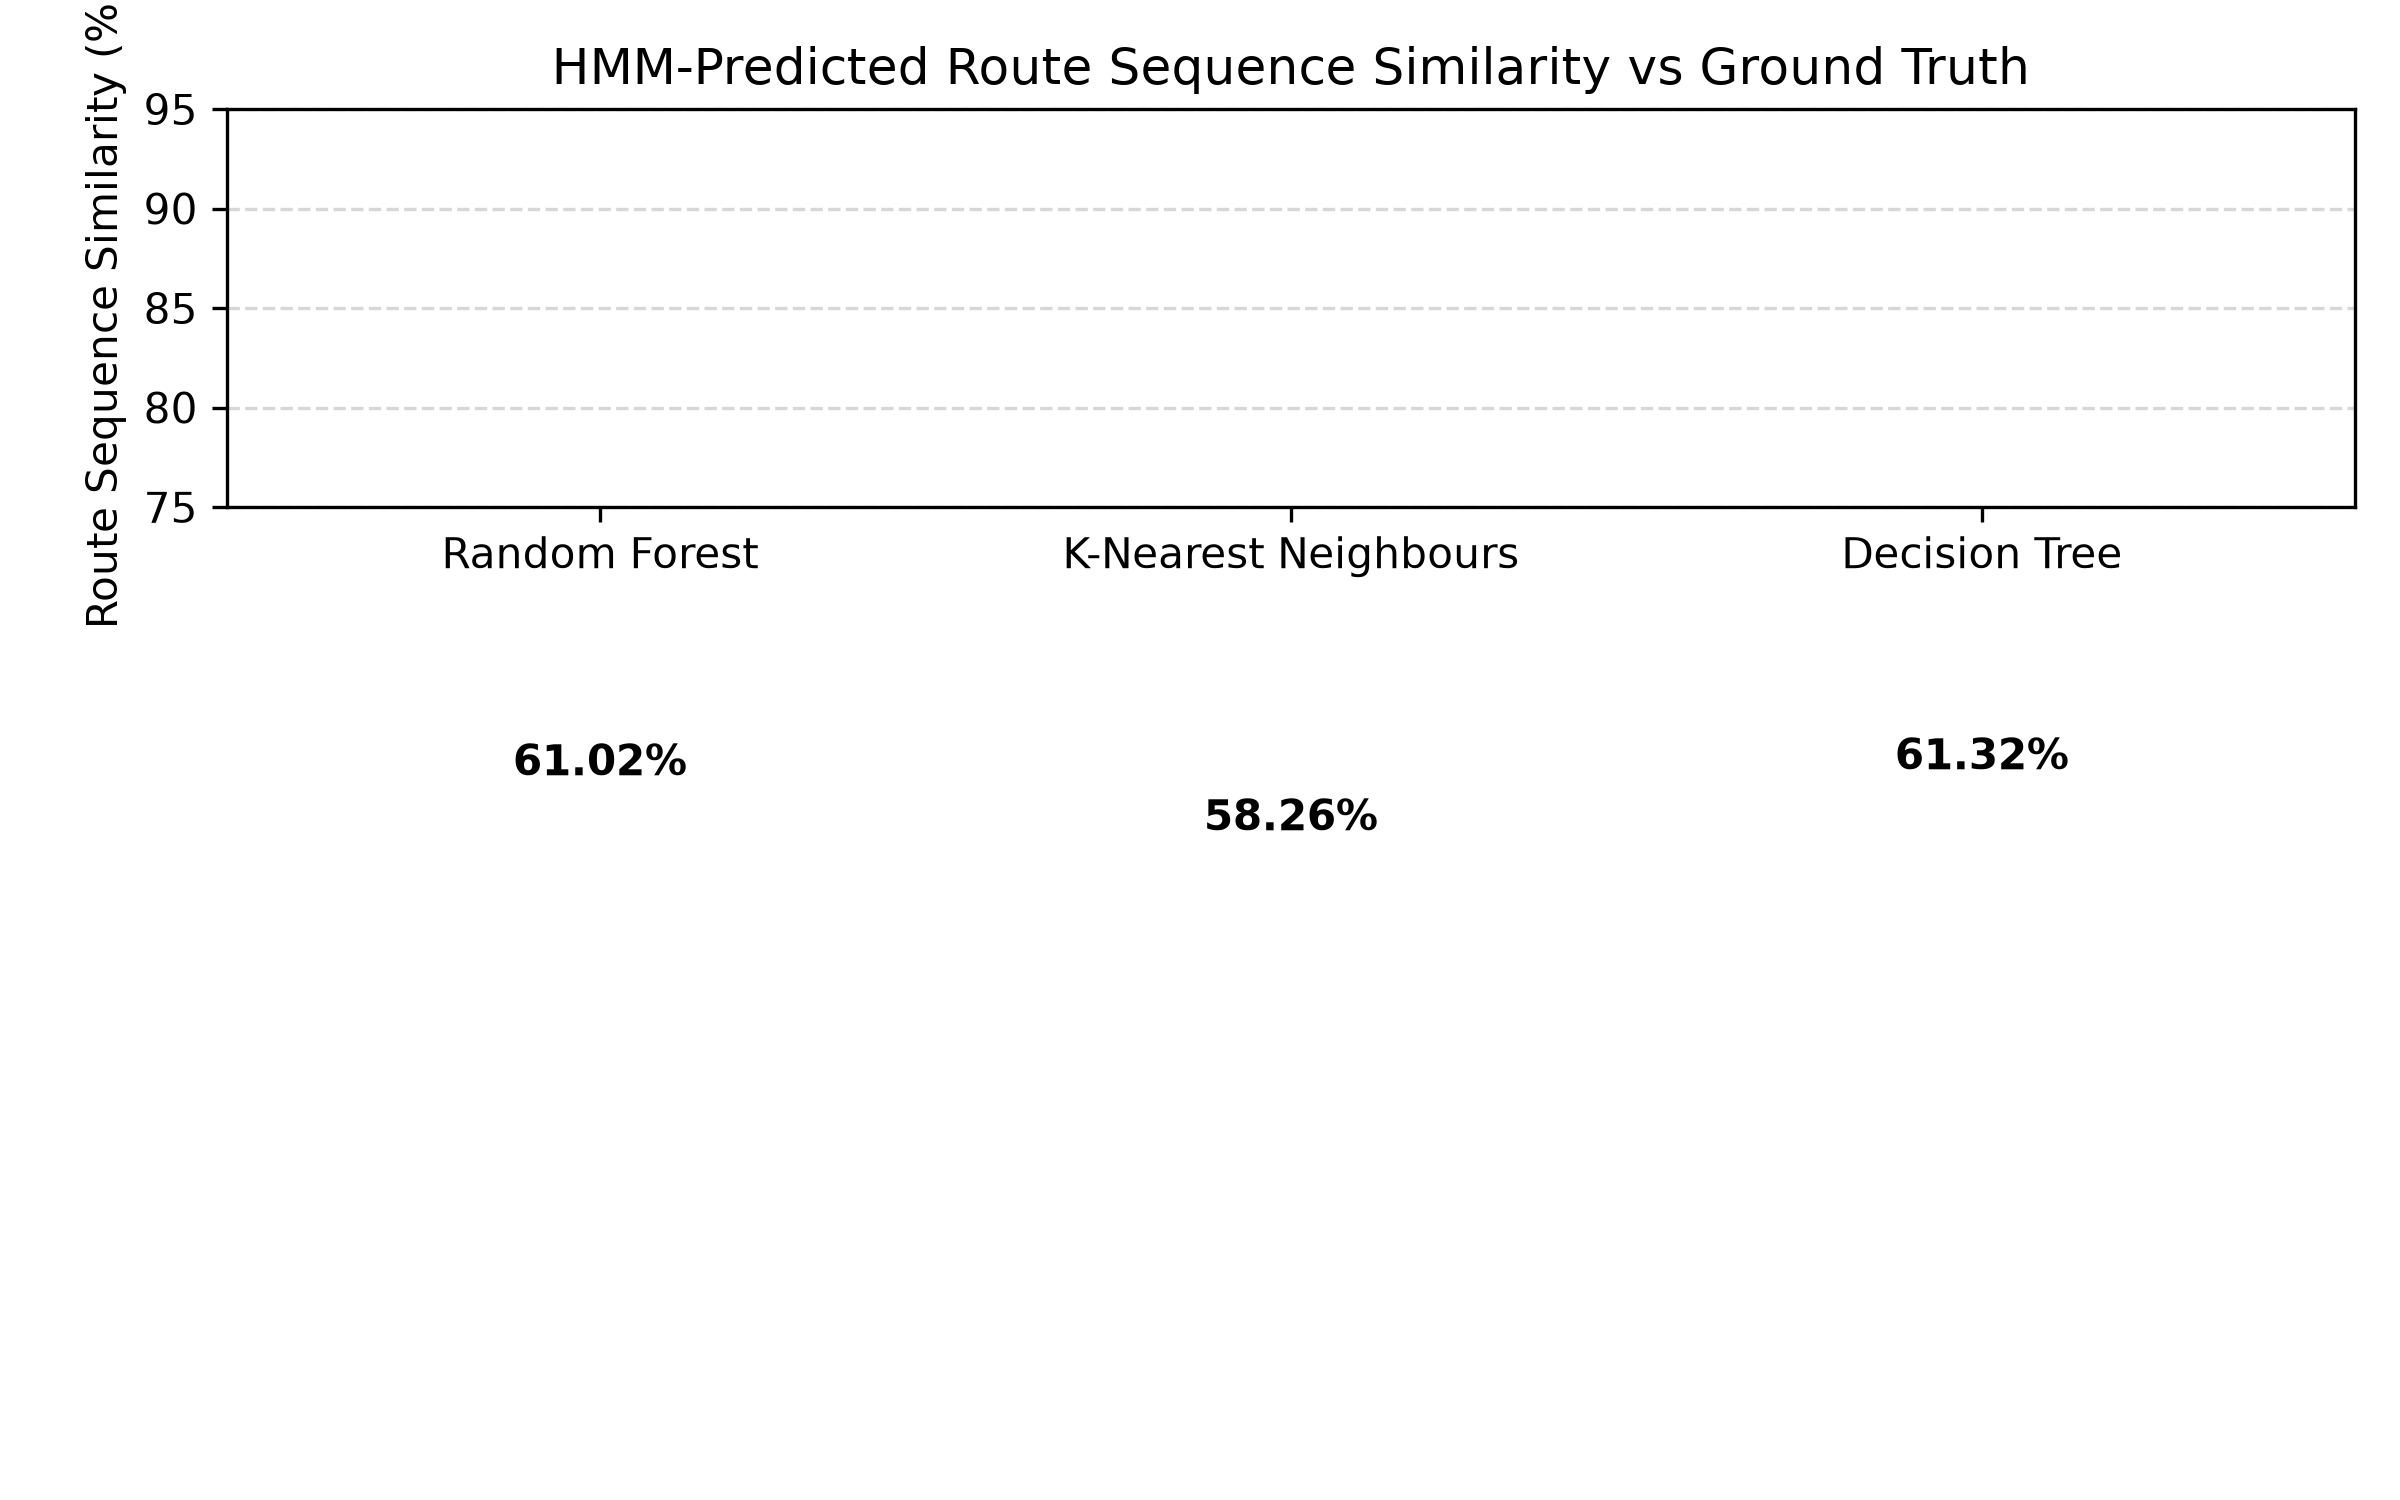 HMM-Predicted Route Sequence Similarity vs Ground Truth
Route Sequence Similarity (%
95
90
85
80
75
Random Forest
K-Nearest Neighbours
Decision Tree
61.02%
58.26%
61.32%